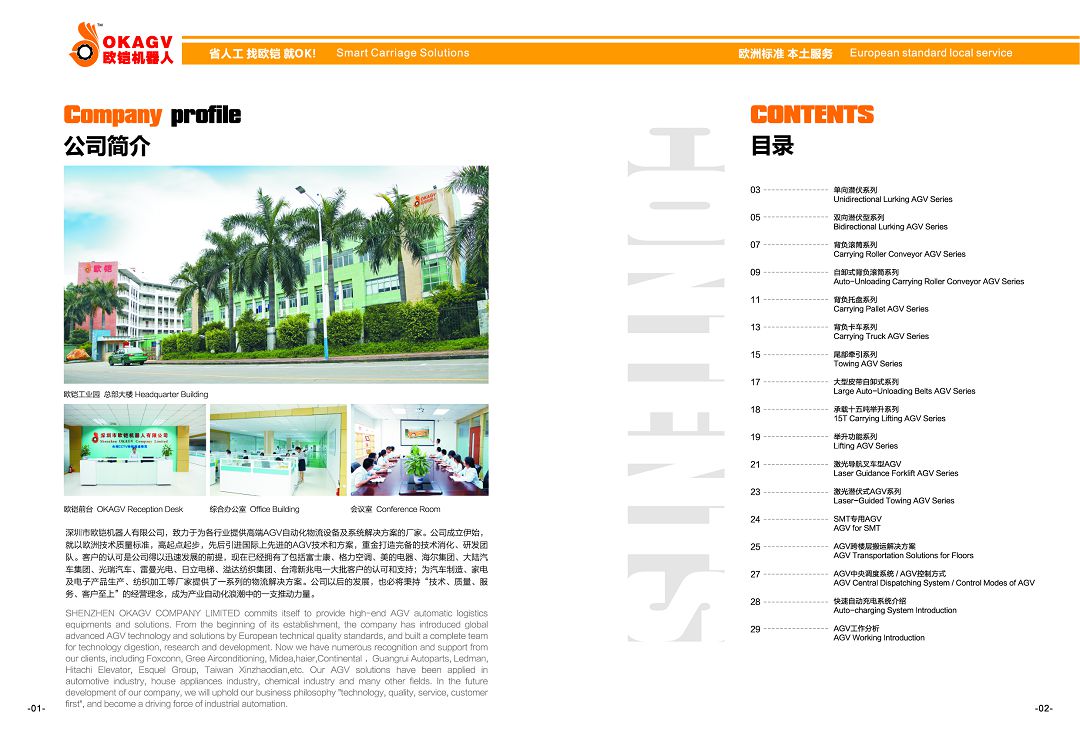 OKAGV™
欧铠机器人
省人工 找欧铠 就OK!
Smart Carriage Solutions
欧洲标准 本土服务
European standard local service
Company profile
公司简介
OKAGV
欧铠
欧铠工业园 总部大楼 Headquarter Building
深圳市欧铠机器人有限公司
Shenzhen OKAGV Company Limited
欧铠前台 OKAGV Reception Desk
综合办公室 Office Building
会议室 Conference Room
深圳市欧铠机器人有限公司，致力于为各行业提供高端AGV自动化物流设备及系统解决方案的厂家。公司成立伊始，
就以欧洲技术质量标准，高起点起步，先后引进国际上先进的AGV技术和方案，重金打造完备的技术消化、研发团
队。客户的认可是公司得以迅速发展的前提，现在已经拥有了包括富士康、格力空调、美的电器、海尔集团、大陆汽
车集团、光瑞汽车、雷曼光电、日立电梯、溢达纺织集团、台湾新兆电一大批客户的认可和支持；为汽车制造、家电
及电子产品生产、纺织加工等厂家提供了一系列的物流解决方案。公司以后的发展，也必将秉持“技术、质量、服
务、客户至上”的经营理念，成为产业自动化浪潮中的一支推动力量。
SHENZHEN OKAGV COMPANY LIMITED commits itself to provide high-end AGV automatic logistics
equipments and solutions. From the beginning of its establishment, the company has introduced global
advanced AGV technology and solutions by European technical quality standards, and built a complete team
for technology digestion, research and development. Now we have numerous recognition and support from
our clients, including Foxconn, Gree Airconditioning, Midea,haier,Continental ，Guangrui Autoparts, Ledman,
Hitachi Elevator, Esquel Group, Taiwan Xinzhaodian,etc. Our AGV solutions have been applied in
automotive industry, house appliances industry, chemical industry and many other fields. In the future
development of our company, we will uphold our business philosophy "technology, quality, service, customer
first", and become a driving force of industrial automation.
-01-
CONTENTS
CONTENTS
目录
03 单向潜伏系列
Unidirectional Lurking AGV Series
05 双向潜伏型系列
Bidirectional Lurking AGV Series
07 背负滚筒系列
Carrying Roller Conveyor AGV Series
09 自卸式背负滚筒系列
Auto-Unloading Carrying Roller Conveyor AGV Series
11 背负托盘系列
Carrying Pallet AGV Series
13 背负卡车系列
Carrying Truck AGV Series
15 尾部牵引系列
Towing AGV Series
17 大型皮带自卸式系列
Large Auto-Unloading Belts AGV Series
18 承载十五吨举升系列
15T Carrying Lifting AGV Series
19 举升功能系列
Lifting AGV Series
21 激光导航叉车型AGV
Laser Guidance Forklift AGV Series
23 激光潜伏式AGV系列
Laser-Guided Towing AGV Series
24 SMT专用AGV
AGV for SMT
25 AGV跨楼层搬运解决方案
AGV Transportation Solutions for Floors
27 AGV中央调度系统 / AGV控制方式
AGV Central Dispatching System / Control Modes of AGV
28 快速自动充电系统介绍
Auto-charging System Introduction
29 AGV工作分析
AGV Working Introduction
-02-